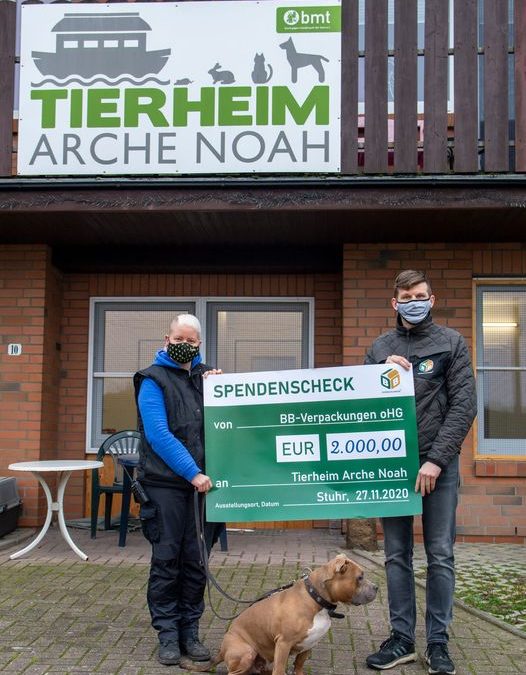 bmt
TIERHEIM
ARCHE NOAH
10
SPENDENSCHECK
von BB-Verpackungen oHG
EUR 2.000,00
an Tierheim Arche Noah
Ausstellungsort, Datum Stuhr, 27.11.2020